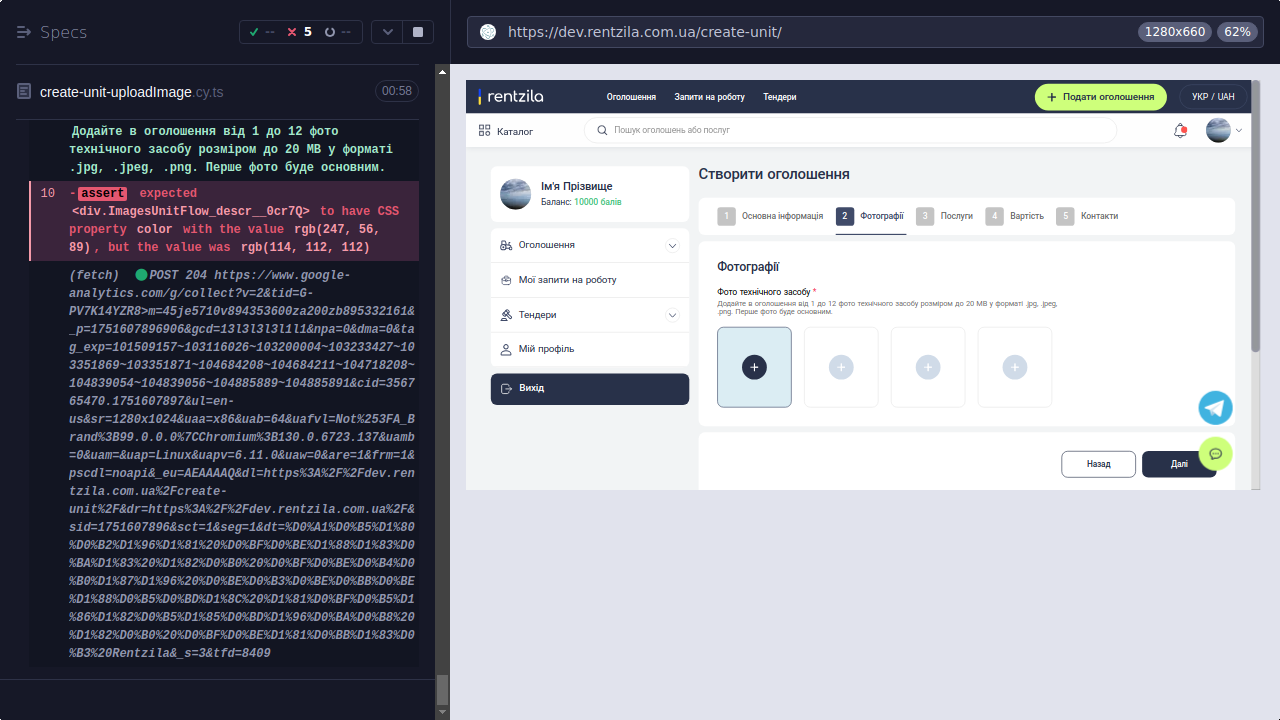 Specs
--
5
--
create-unit-uploadImage.cy.ts
00:58
Додайте в оголошення від 1 до 12 фото
технічного засобу розміром до 20 MB у форматі
.jpg, .jpeg, .png. Перше фото буде основним.
10 -assert expected
<div.ImagesUnitFlow_descr__0cr7Q> to have CSS
property color with the value rgb(247, 56,
89), but the value was rgb(114, 112, 112)
(fetch) POST 204 https://www.google-
analytics.com/g/collect?v=2&tid=G-
PV7K14YZR8>m=45je5710v894353600za200zb895332161&
_p=1751607896906&gcd=13l3l3l3l1l1&npa=0&dma=0&ta
g_exp=101509157~103116026~103200004~103233427~10
3351869~103351871~104684208~104684211~104718208~
104839054~104839056~104885889~104885891&cid=3567
65470.1751607897&ul=en-
us&sr=1280x1024&uaa=x86&uab=64&uafvl=Not%253FA_B
rand%3B99.0.0.0%7CChromium%3B130.0.6723.137&uamb
=0&uam=&uap=Linux&uapv=6.11.0&uaw=0&are=1&frm=1&
pscdl=noapi&_eu=AEAAAAQ&dl=https%3A%2F%2Fdev.ren
tzila.com.ua%2Fcreate-
unit%2F&dr=https%3A%2F%2Fdev.rentzila.com.ua%2F&
sid=1751607896&sct=1&seg=1&dt=%D0%A1%D0%B5%D1%80
%D0%B2%D1%96%D1%81%20%D0%BF%D0%BE%D1%88%D1%83%D0
%BA%D1%83%20%D1%82%D0%B0%20%D0%BF%D0%BE%D0%B4%D0
%B0%D1%87%D1%96%20%D0%BE%D0%B3%D0%BE%D0%BB%D0%BE
%D1%88%D0%B5%D0%BD%D1%8C%20%D1%81%D0%BF%D0%B5%D1
%86%D1%82%D0%B5%D1%85%D0%BD%D1%96%D0%BA%D0%B8%20
%D1%82%D0%B0%20%D0%BF%D0%BE%D1%81%D0%BB%D1%83%D0
%B3%20Rentzila&_s=3&tfd=8409
https://dev.rentzila.com.ua/create-unit/
1280x660
62%
rentzila
Оголошення
Запити на роботу
Тендери
Подати оголошення
УКР / UAH
Каталог
Пошук оголошень або послуг
Ім'я Прізвище
Баланс: 10000 балів
Оголошення
Мої запити на роботу
Тендери
Мій профіль
Вихід
Створити оголошення
1 Основна інформація
2 Фотографії
3 Послуги
4 Вартість
5 Контакти
Фотографії
Фото технічного засобу *
Додайте в оголошення від 1 до 12 фото технічного засобу розміром до 20 MB у форматі .jpg, .jpeg,
.png. Перше фото буде основним.
Назад
Далі